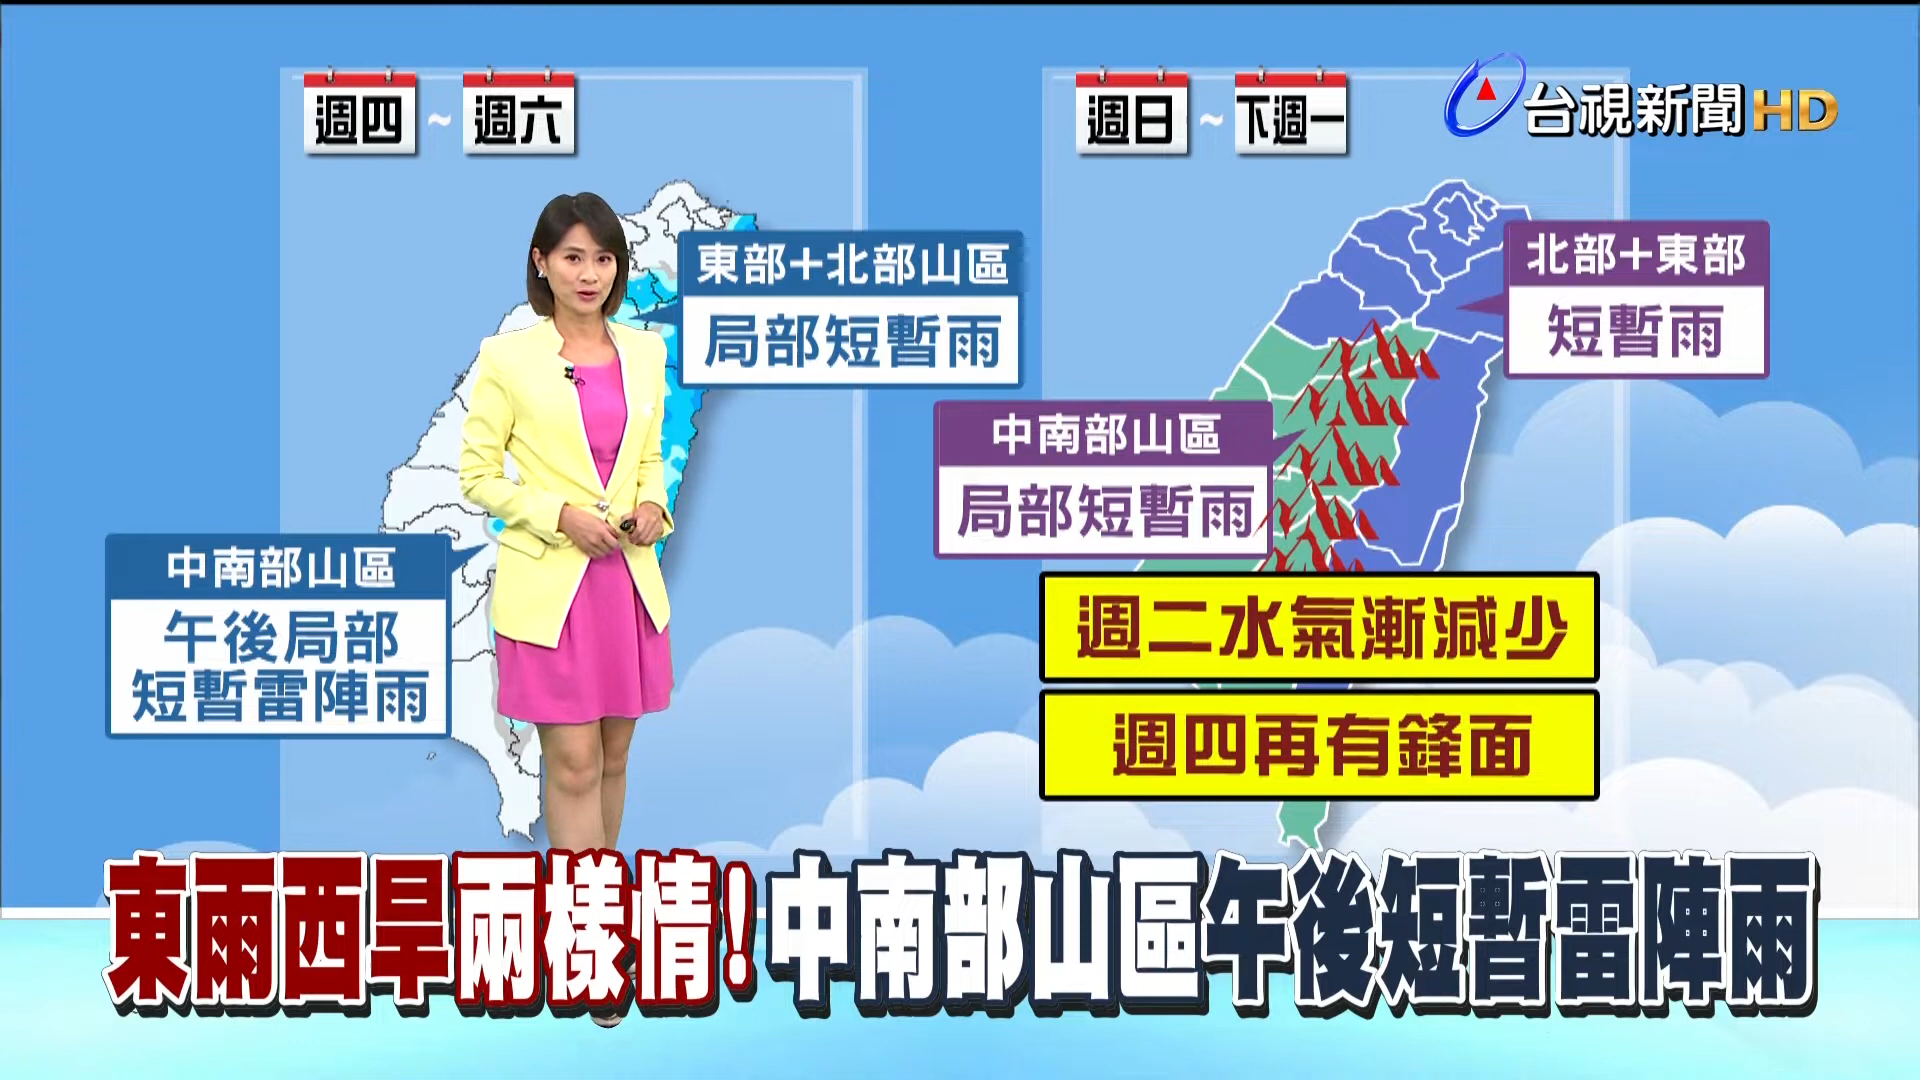 週四 ~ 週六
東部+北部山區
局部短暫雨
中南部山區
午後局部
短暫雷陣雨
週日 ~ 下週一
台視新聞HD
北部+東部
短暫雨
中南部山區
局部短暫雨
週二水氣漸減少
週四再有鋒面
東雨西旱兩樣情!中南部山區午後短暫雷陣雨